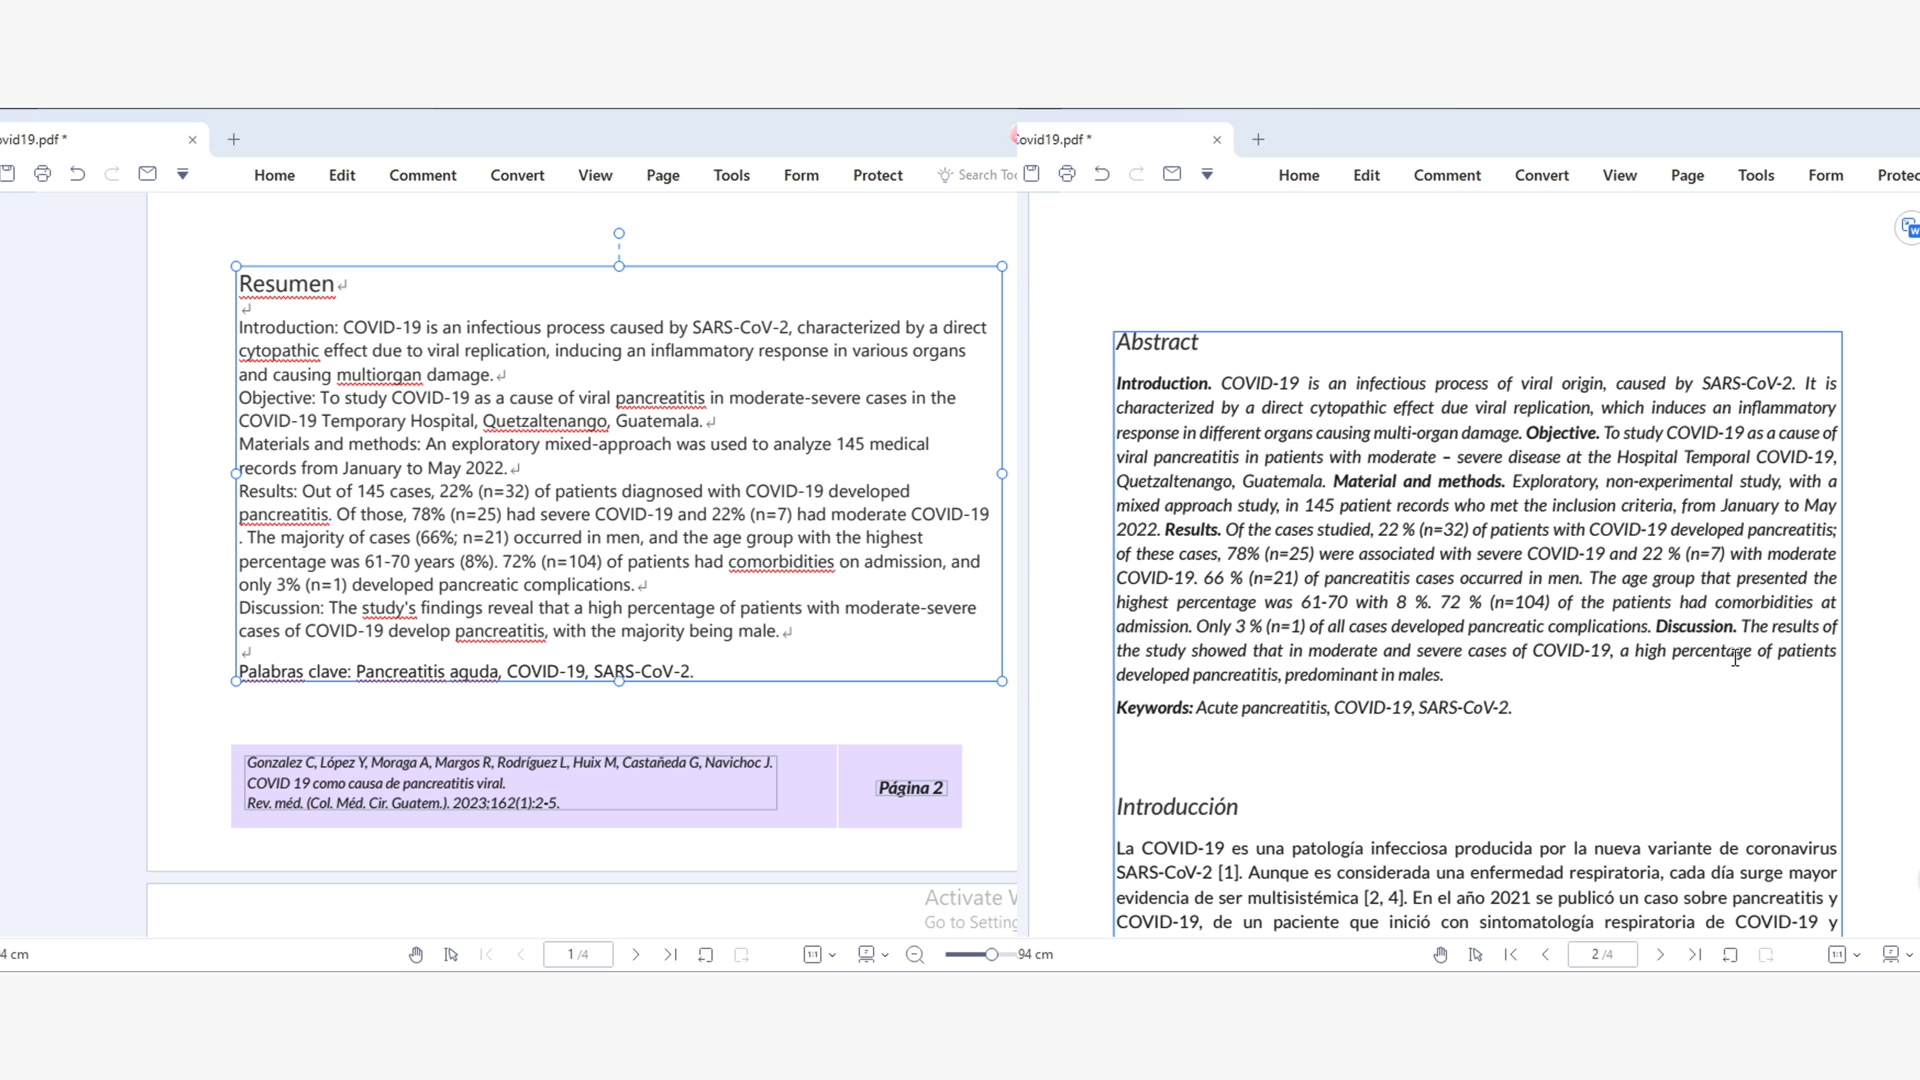 ovid19.pdf *
Home Edit Comment Convert View Page Tools Form Protect Search Too
Resumen
Introduction: COVID-19 is an infectious process caused by SARS-CoV-2, characterized by a direct
cytopathic effect due to viral replication, inducing an inflammatory response in various organs
and causing multiorgan damage.
Objective: To study COVID-19 as a cause of viral pancreatitis in moderate-severe cases in the
COVID-19 Temporary Hospital, Quetzaltenango, Guatemala.
Materials and methods: An exploratory mixed-approach was used to analyze 145 medical
records from January to May 2022.
Results: Out of 145 cases, 22% (n=32) of patients diagnosed with COVID-19 developed
pancreatitis. Of those, 78% (n=25) had severe COVID-19 and 22% (n=7) had moderate COVID-19
. The majority of cases (66%; n=21) occurred in men, and the age group with the highest
percentage was 61-70 years (8%). 72% (n=104) of patients had comorbidities on admission, and
only 3% (n=1) developed pancreatic complications.
Discussion: The study's findings reveal that a high percentage of patients with moderate-severe
cases of COVID-19 develop pancreatitis, with the majority being male.
Palabras clave: Pancreatitis aguda, COVID-19, SARS-CoV-2.
Gonzalez C, López Y, Moraga A, Margos R, Rodríguez L, Huix M, Castañeda G, Navichoc J.
COVID 19 como causa de pancreatitis viral.
Rev. méd. (Col. Méd. Cir. Guatem.). 2023;162(1):2-5.
Página 2
Activate W
Go to Setting
4 cm
1 /4
Covid19.pdf *
Home Edit Comment Convert View Page Tools Form Protec
Abstract
Introduction. COVID-19 is an infectious process of viral origin, caused by SARS-CoV-2. It is
characterized by a direct cytopathic effect due viral replication, which induces an inflammatory
response in different organs causing multi-organ damage. Objective. To study COVID-19 as a cause of
viral pancreatitis in patients with moderate – severe disease at the Hospital Temporal COVID-19,
Quetzaltenango, Guatemala. Material and methods. Exploratory, non-experimental study, with a
mixed approach study, in 145 patient records who met the inclusion criteria, from January to May
2022. Results. Of the cases studied, 22 % (n=32) of patients with COVID-19 developed pancreatitis;
of these cases, 78% (n=25) were associated with severe COVID-19 and 22 % (n=7) with moderate
COVID-19. 66 % (n=21) of pancreatitis cases occurred in men. The age group that presented the
highest percentage was 61-70 with 8 %. 72 % (n=104) of the patients had comorbidities at
admission. Only 3 % (n=1) of all cases developed pancreatic complications. Discussion. The results of
the study showed that in moderate and severe cases of COVID-19, a high percentage of patients
developed pancreatitis, predominant in males.
Keywords: Acute pancreatitis, COVID-19, SARS-CoV-2.
Introducción
La COVID-19 es una patología infecciosa producida por la nueva variante de coronavirus
SARS-CoV-2 [1]. Aunque es considerada una enfermedad respiratoria, cada día surge mayor
evidencia de ser multisistémica [2, 4]. En el año 2021 se publicó un caso sobre pancreatitis y
COVID-19, de un paciente que inició con sintomatología respiratoria de COVID-19 y
94 cm
2 /4